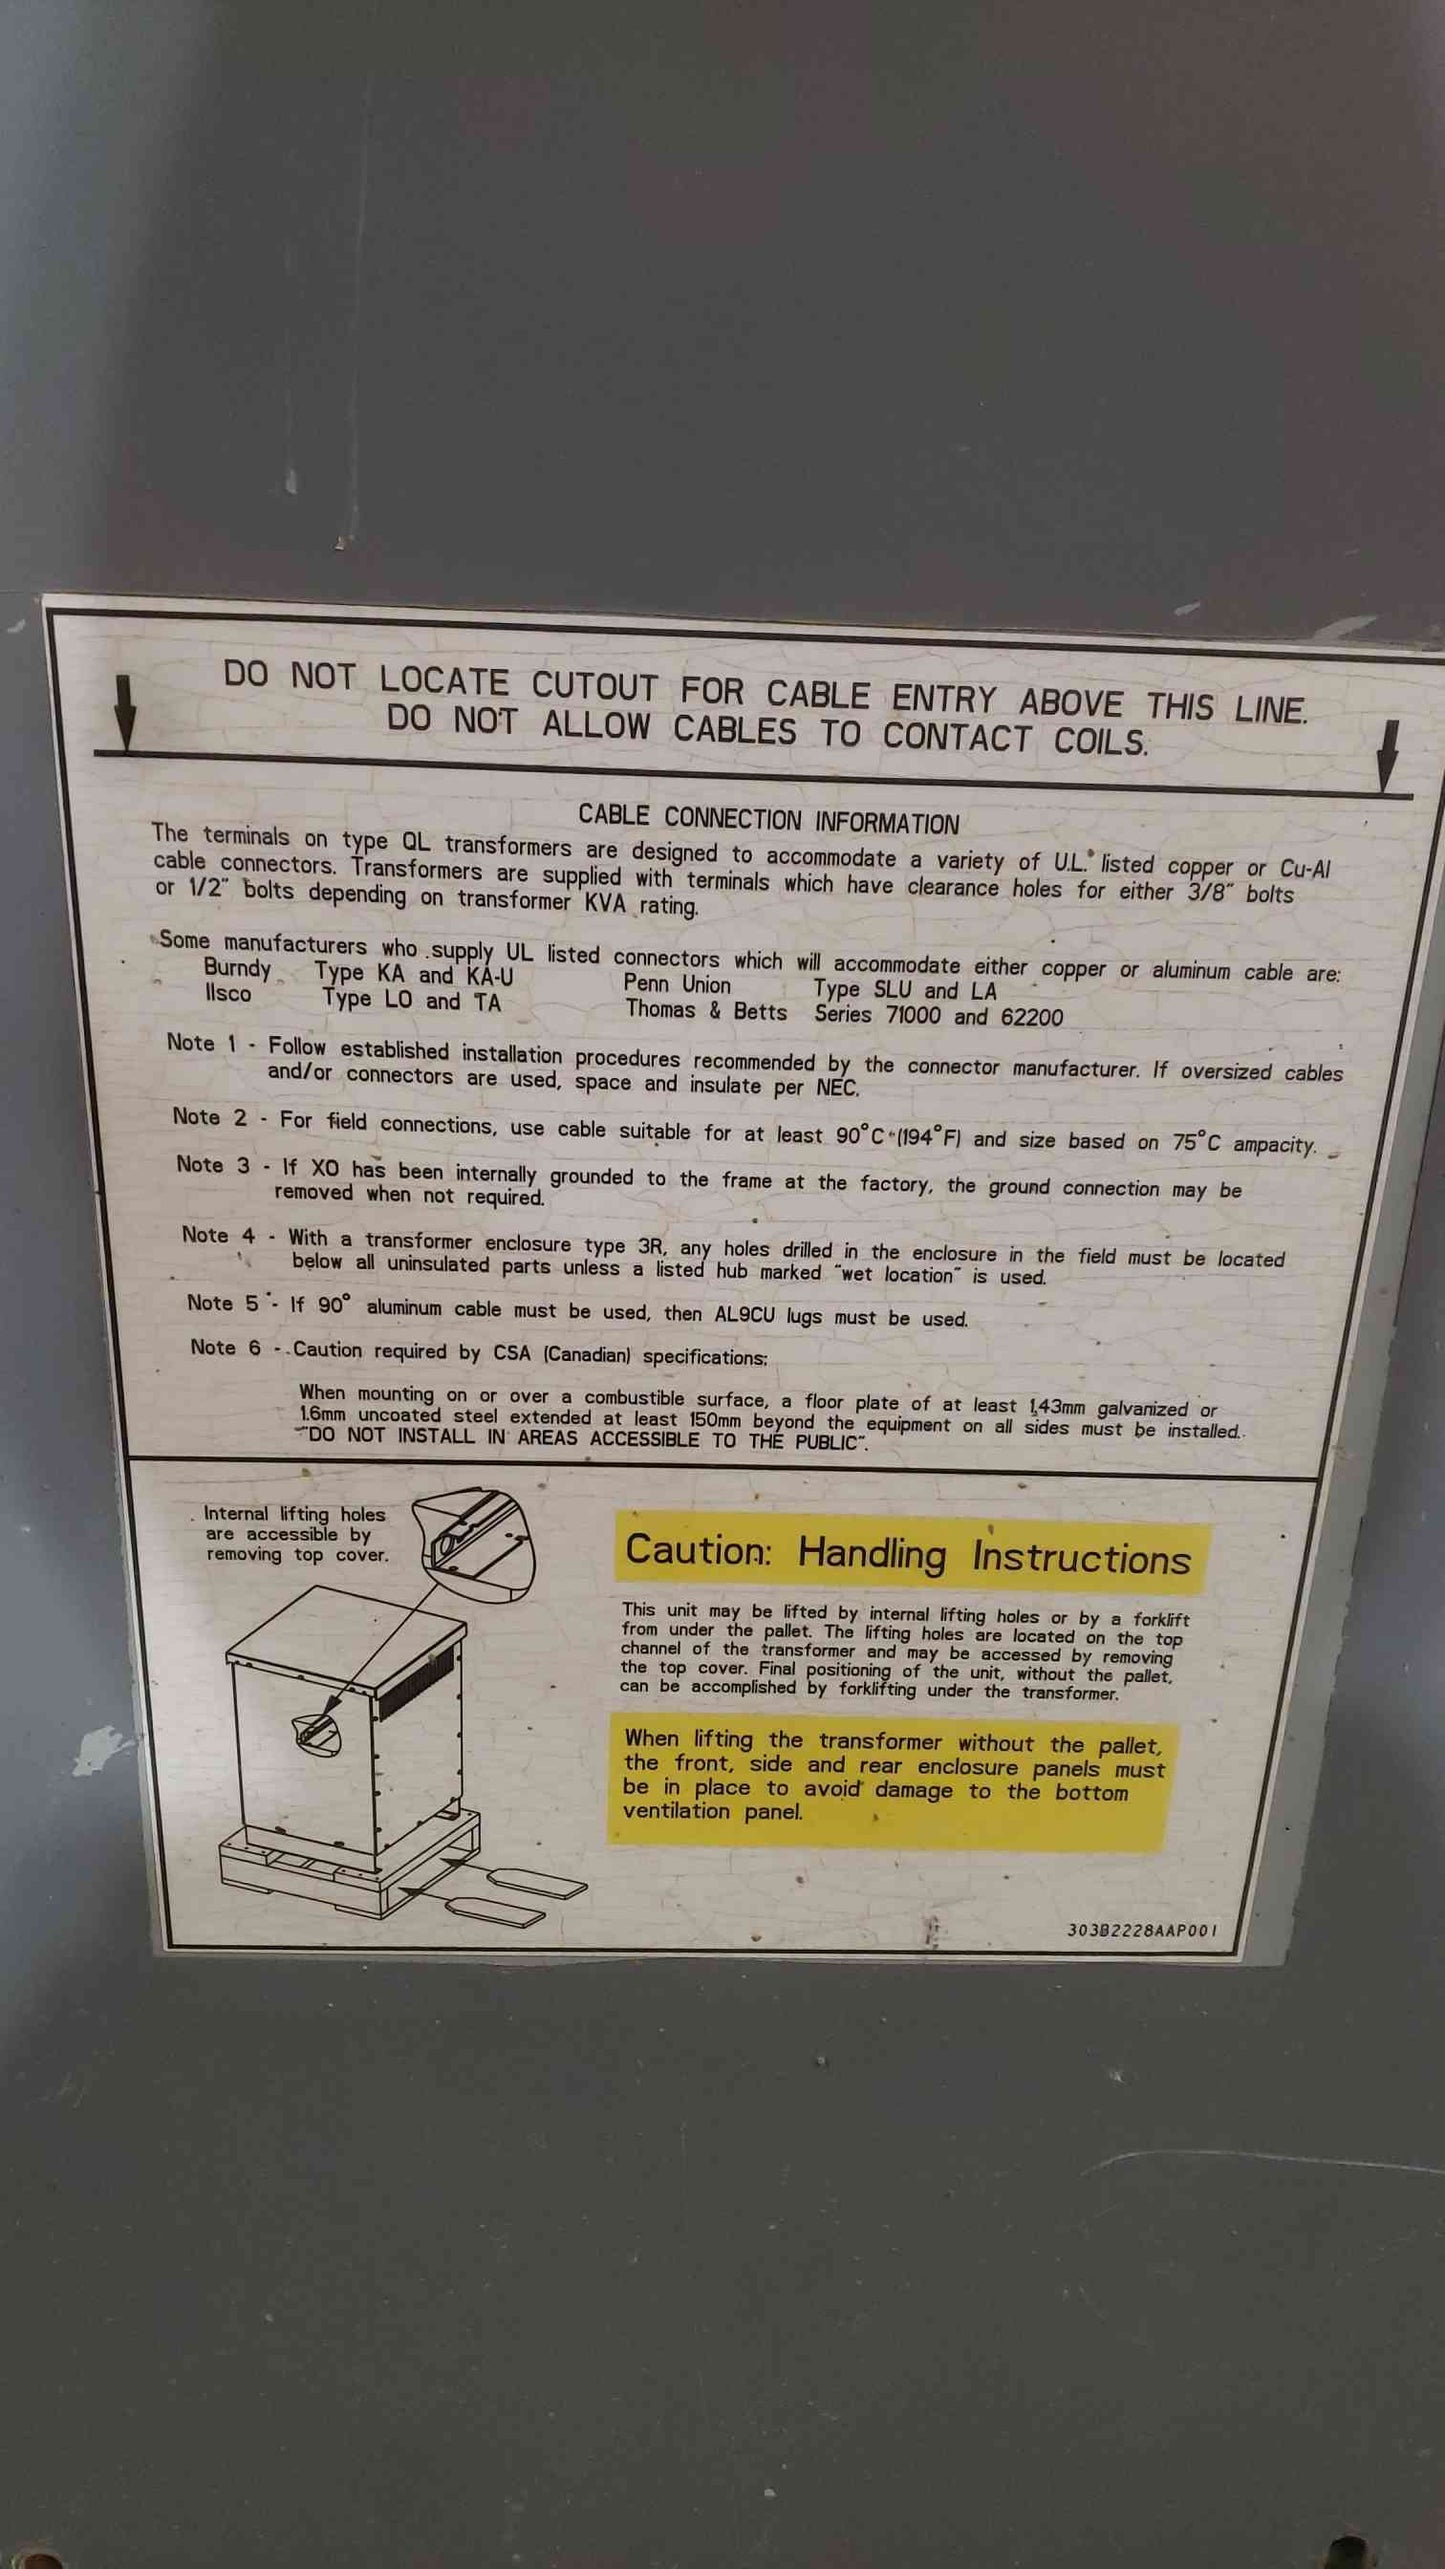 DO NOT LOCATE CUTOUT FOR CABLE ENTRY ABOVE THIS LINE.
DO NOT ALLOW CABLES TO CONTACT COILS.
CABLE CONNECTION INFORMATION
The terminals on type QL transformers are designed to accommodate a variety of U.L. listed copper or Cu-Al
cable connectors. Transformers are supplied with terminals which have clearance holes for either 3/8" bolts
or 1/2" bolts depending on transformer KVA rating.
Some manufacturers who supply UL listed connectors which will accommodate either copper or aluminum cable are:
Burndy Type KA and KA-U Penn Union Type SLU and LA
Ilsco Type LO and TA Thomas & Betts Series 71000 and 62200
Note 1 - Follow established installation procedures recommended by the connector manufacturer. If oversized cables
and/or connectors are used, space and insulate per NEC.
Note 2 - For field connections, use cable suitable for at least 90°C (194°F) and size based on 75°C ampacity.
Note 3 - If XO has been internally grounded to the frame at the factory, the ground connection may be
removed when not required.
Note 4 - With a transformer enclosure type 3R, any holes drilled in the enclosure in the field must be located
below all uninsulated parts unless a listed hub marked "wet location" is used.
Note 5 - If 90° aluminum cable must be used, then AL9CU lugs must be used.
Note 6 - Caution required by CSA (Canadian) specifications:
When mounting on or over a combustible surface, a floor plate of at least 1.43mm galvanized or
1.6mm uncoated steel extended at least 150mm beyond the equipment on all sides must be installed.
"DO NOT INSTALL IN AREAS ACCESSIBLE TO THE PUBLIC".
Internal lifting holes
are accessible by
removing top cover.
Caution: Handling Instructions
This unit may be lifted by internal lifting holes or by a forklift
from under the pallet. The lifting holes are located on the top
channel of the transformer and may be accessed by removing
the top cover. Final positioning of the unit, without the pallet,
can be accomplished by forklifting under the transformer.
When lifting the transformer without the pallet,
the front, side and rear enclosure panels must
be in place to avoid damage to the bottom
ventilation panel.
303B2228AAP001